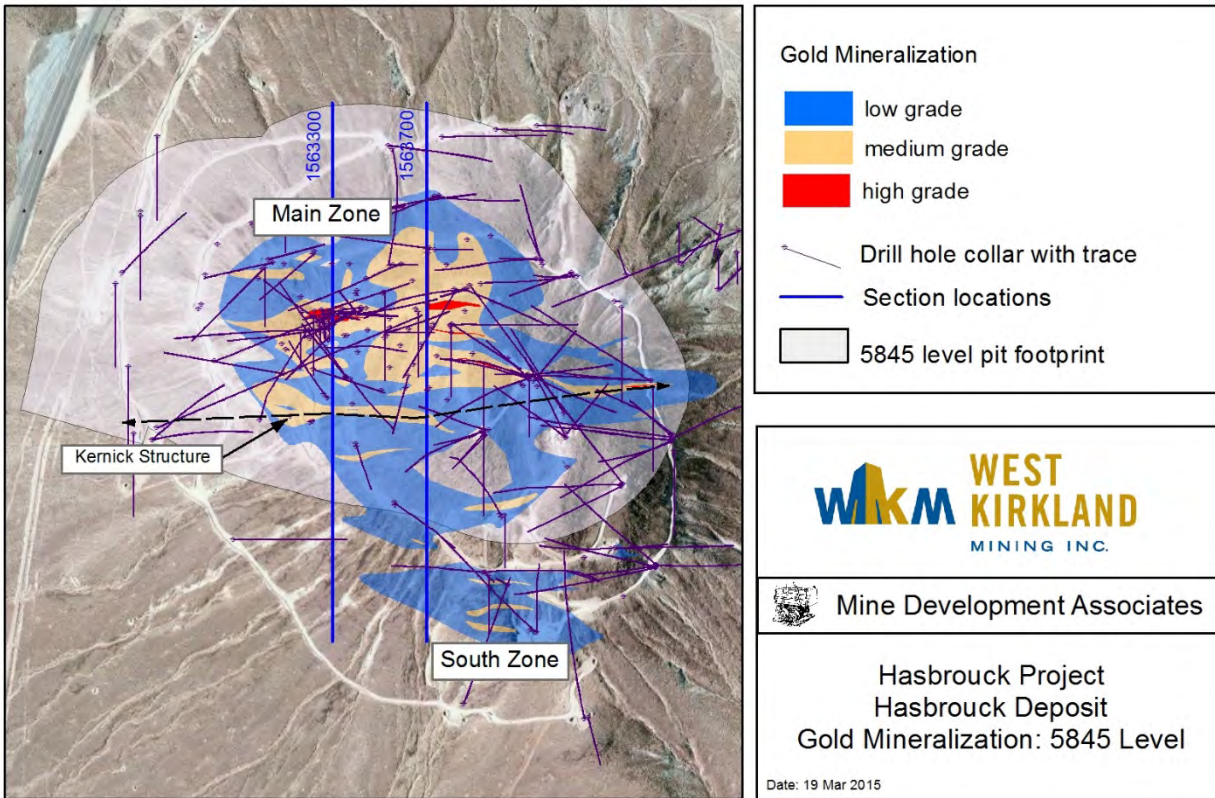 1563300
1563700
Main Zone
Kernick Structure
South Zone
Gold Mineralization
low grade
medium grade
high grade
Drill hole collar with trace
Section locations
5845 level pit footprint
WKM
WEST
KIRKLAND
MINING INC.
Mine Development Associates
Hasbrouck Project
Hasbrouck Deposit
Gold Mineralization: 5845 Level
Date: 19 Mar 2015